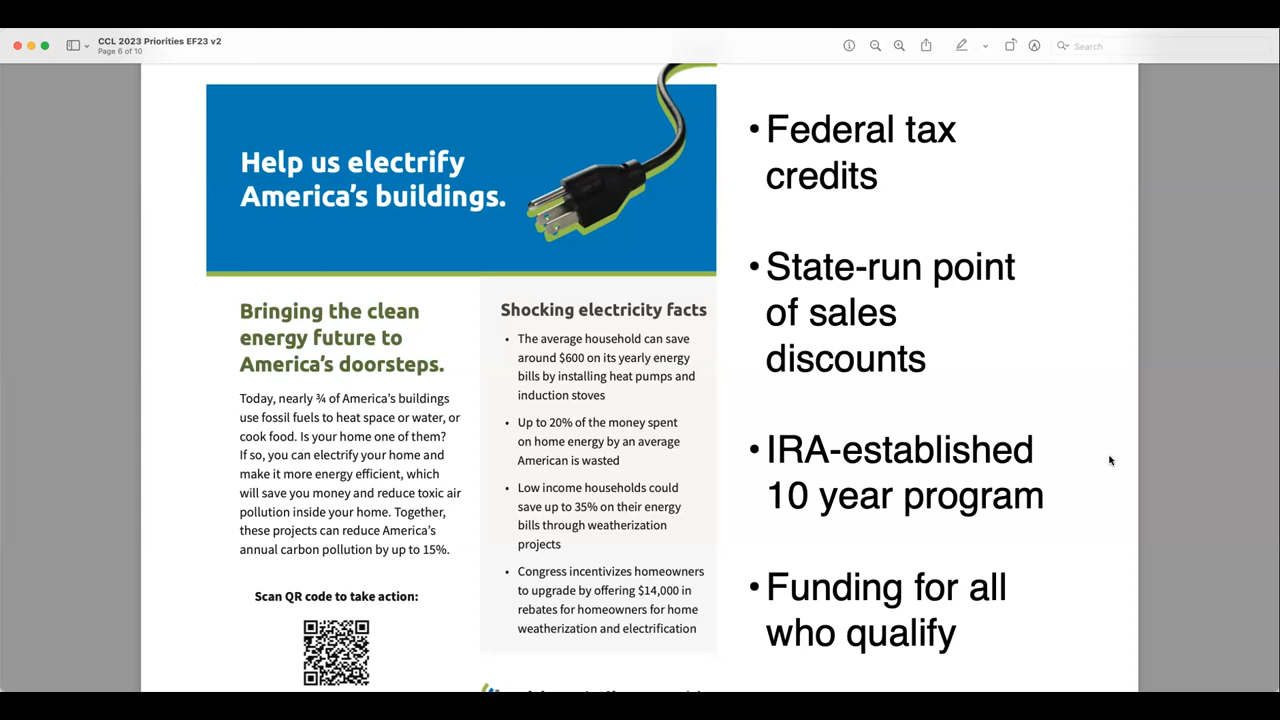 CCL 2023 Priorities EF23 v2
Page 6 of 10
Search
Help us electrify
America's buildings.
Bringing the clean
energy future to
America's doorsteps.
Today, nearly ¾ of America's buildings
use fossil fuels to heat space or water, or
cook food. Is your home one of them?
If so, you can electrify your home and
make it more energy efficient, which
will save you money and reduce toxic air
pollution inside your home. Together,
these projects can reduce America's
annual carbon pollution by up to 15%.
Scan QR code to take action:
Shocking electricity facts
• The average household can save
around $600 on its yearly energy
bills by installing heat pumps and
induction stoves
• Up to 20% of the money spent
on home energy by an average
American is wasted
• Low income households could
save up to 35% on their energy
bills through weatherization
projects
• Congress incentivizes homeowners
to upgrade by offering $14,000 in
rebates for homeowners for home
weatherization and electrification
• Federal tax
credits
• State-run point
of sales
discounts
• IRA-established
10 year program
• Funding for all
who qualify